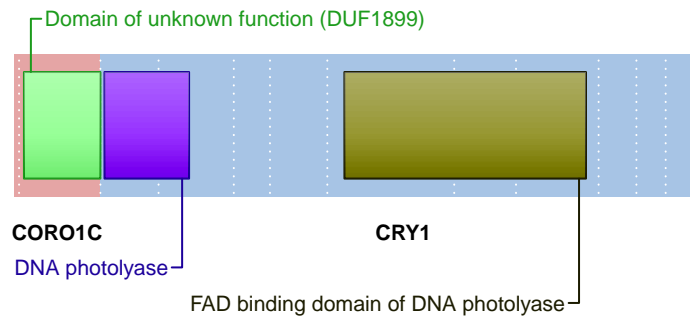 Domain of unknown function (DUF1899)
CORO1C
CRY1
DNA photolyase
FAD binding domain of DNA photolyase